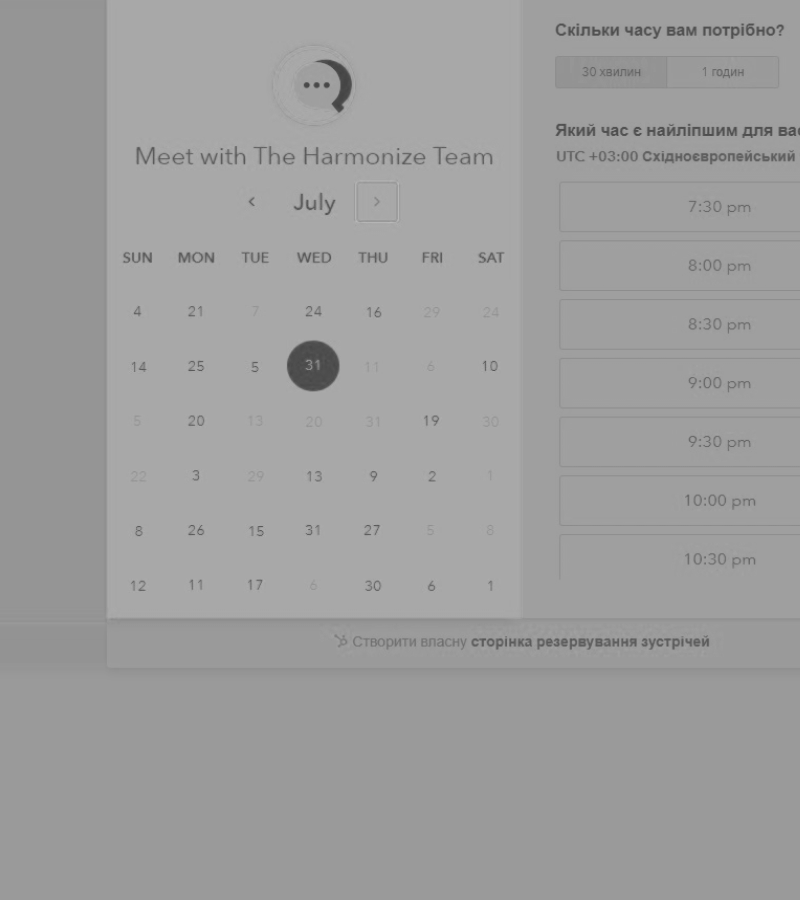 Meet with The Harmonize Team
July
SUN MON TUE WED THU FRI SAT
4 21 7 24 16 29 24
14 25 5 31 11 6 10
5 20 13 20 31 19 30
22 3 29 13 9 2 1
8 26 15 31 27 5 8
12 11 17 6 30 6 1
Скільки часу вам потрібно?
30 хвилин 1 годин
Який час є найліпшим для
UTC +03:00 Східноєвропейський
7:30 pm
8:00 pm
8:30 pm
9:00 pm
9:30 pm
10:00 pm
10:30 pm
Створити власну сторінка резервування зустрічей